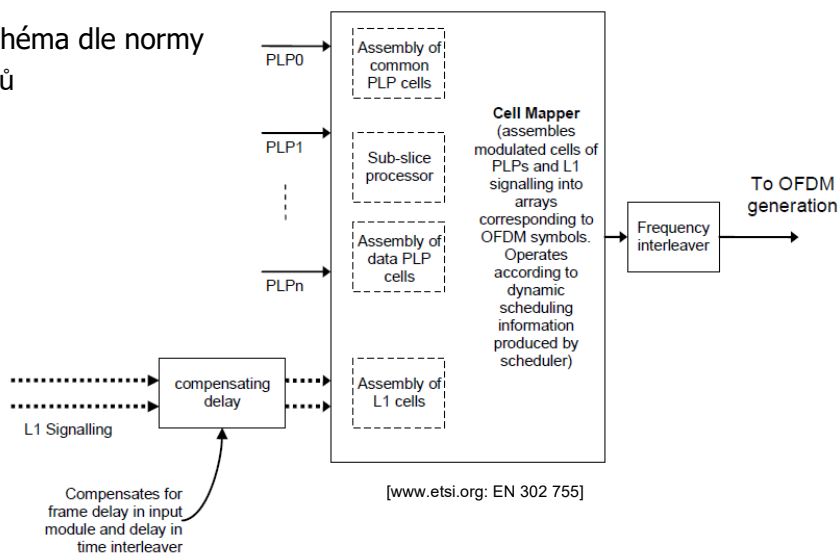 héma dle normy
ů
PLP0
PLP1
PLPn
Assembly of
common
PLP cells
Sub-slice
processor
Assembly of
data PLP
cells
Assembly of
L1 cells
Cell Mapper
(assembles
modulated cells of
PLPs and L1
signalling into
arrays
corresponding to
OFDM symbols.
Operates
according to
dynamic
scheduling
information
produced by
scheduler)
Frequency
interleaver
To OFDM
generation
compensating
delay
L1 Signalling
Compensates for
frame delay in input
module and delay in
time interleaver
[www.etsi.org: EN 302 755]